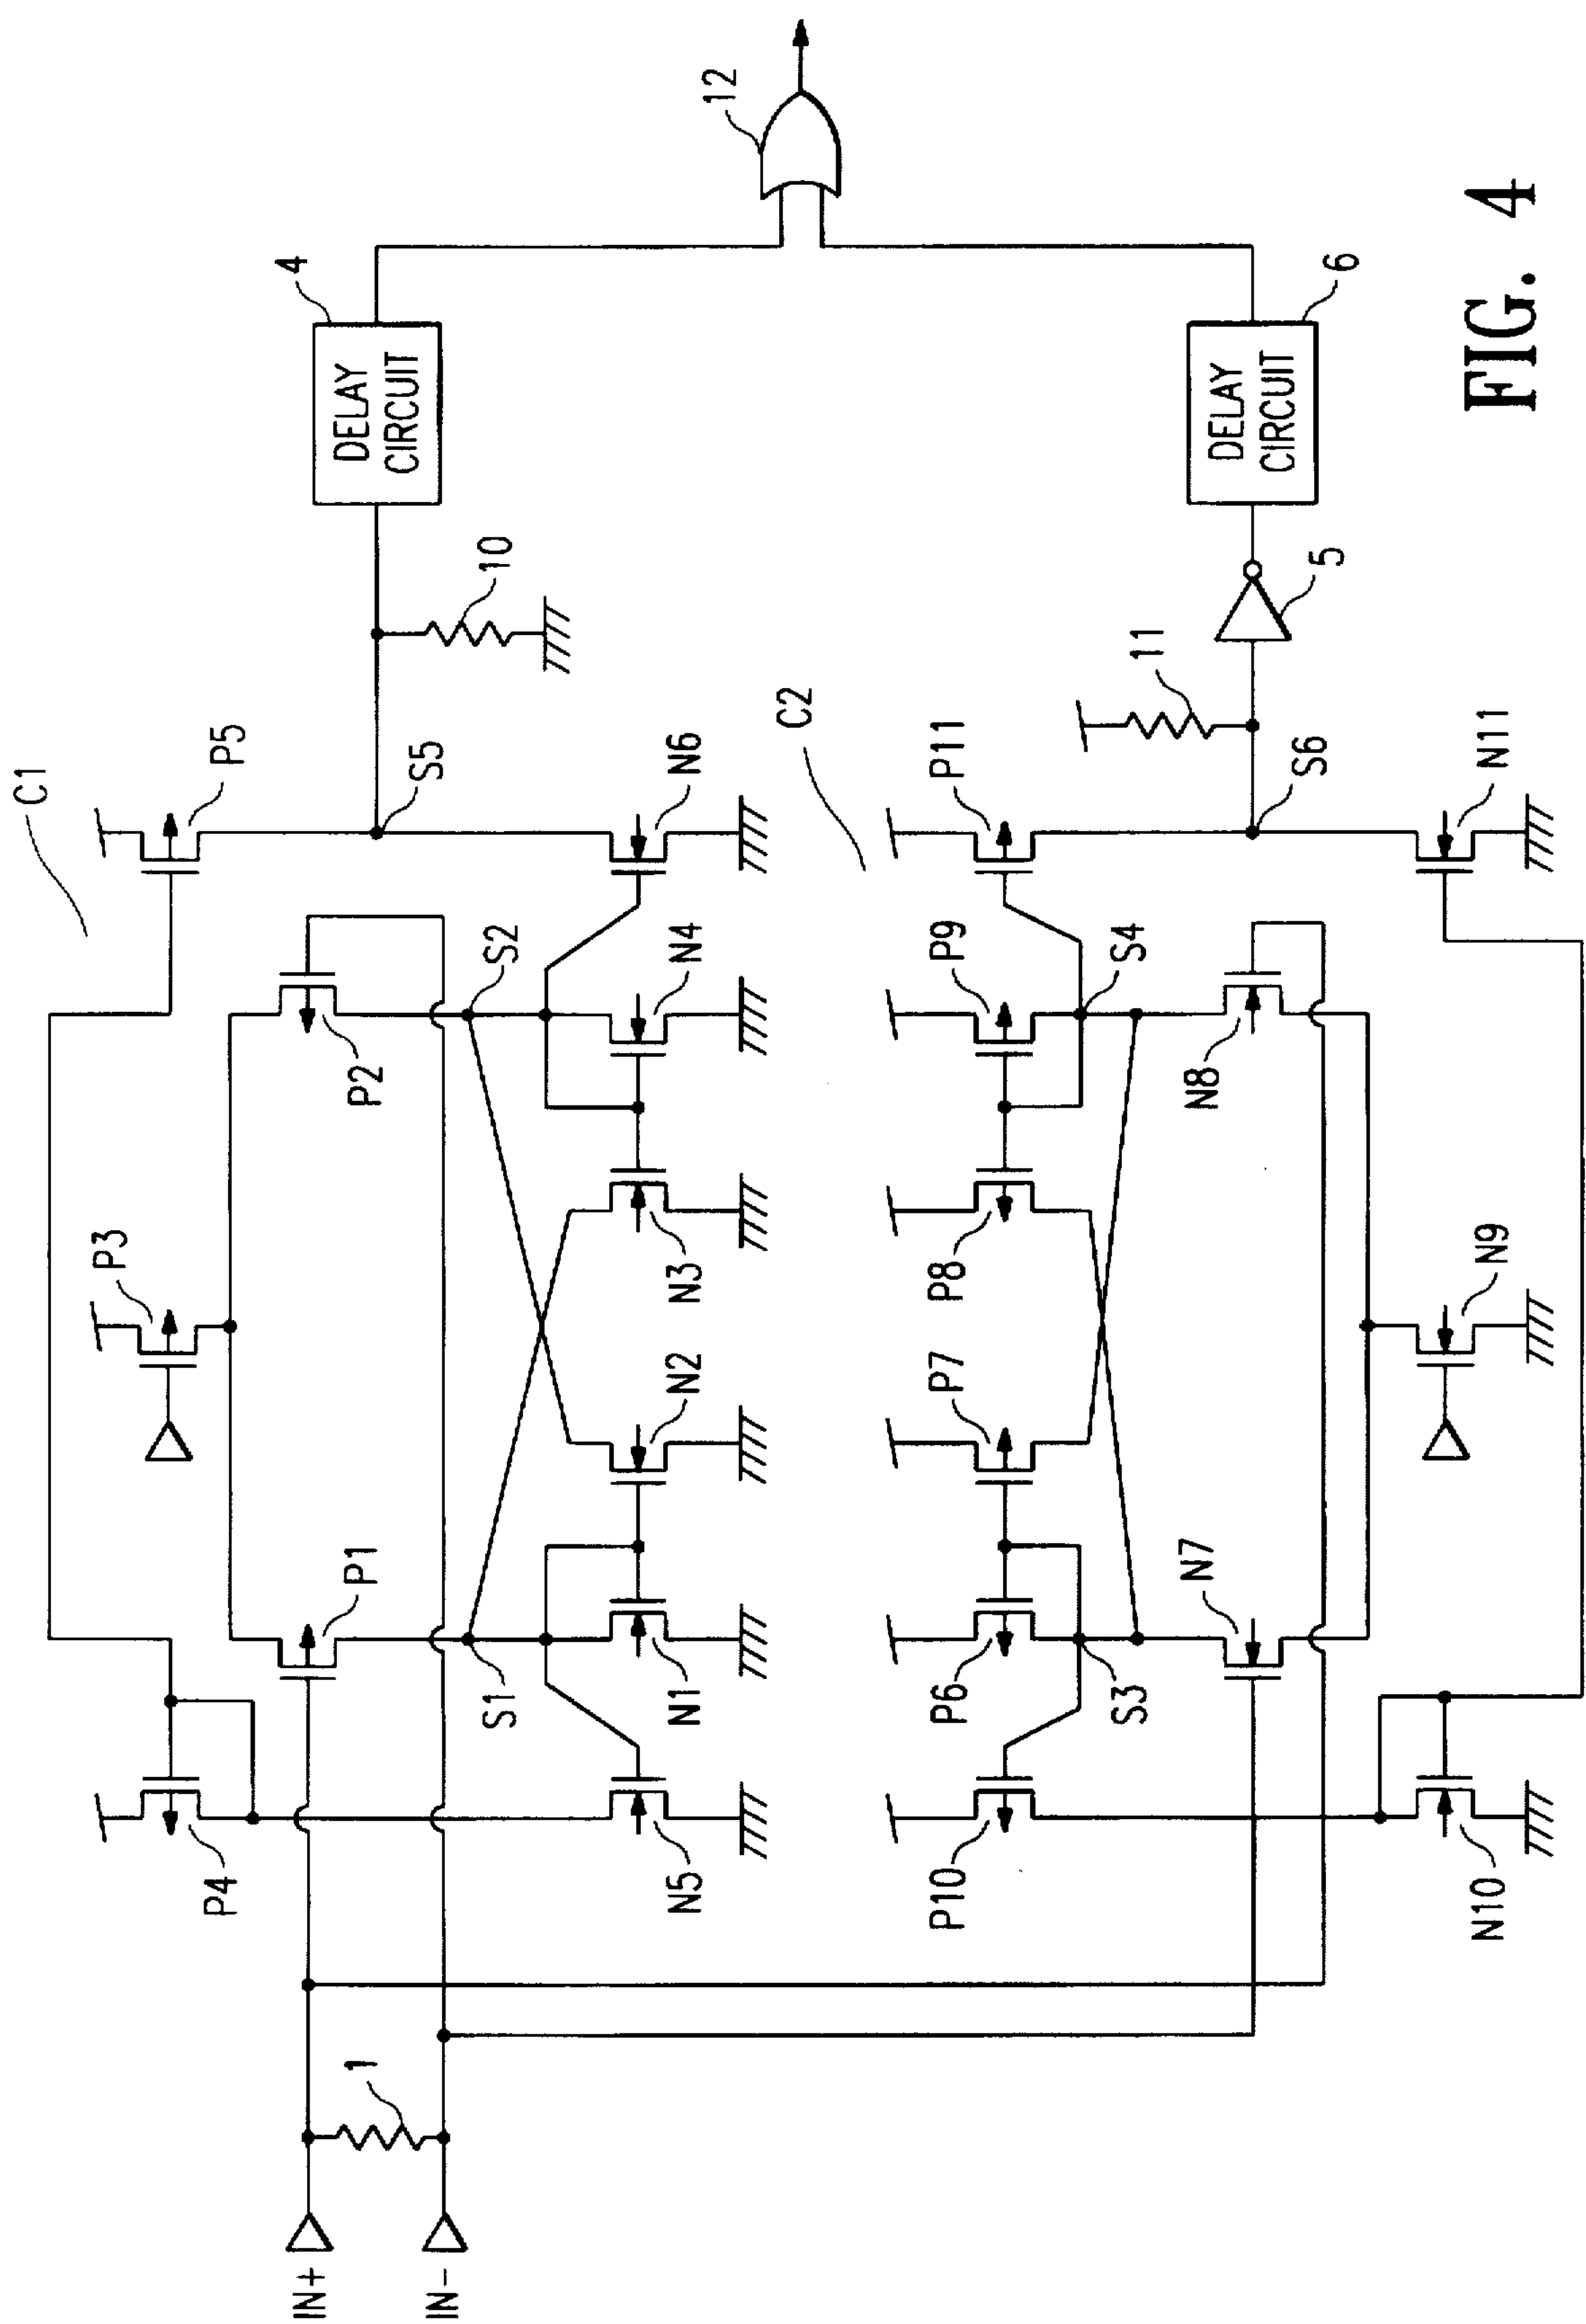 C1
P5
P3
P4
P2
P1
S5
S2
S1
N6
N4
N3
N2
N1
N5
10
4
DELAY
CIRCUIT
12
IN+
IN-
1
C2
P11
P9
P8
P7
P6
P10
S4
S3
S6
11
5
DELAY
CIRCUIT
6
N8
N7
N9
N10
N11
FIG. 4